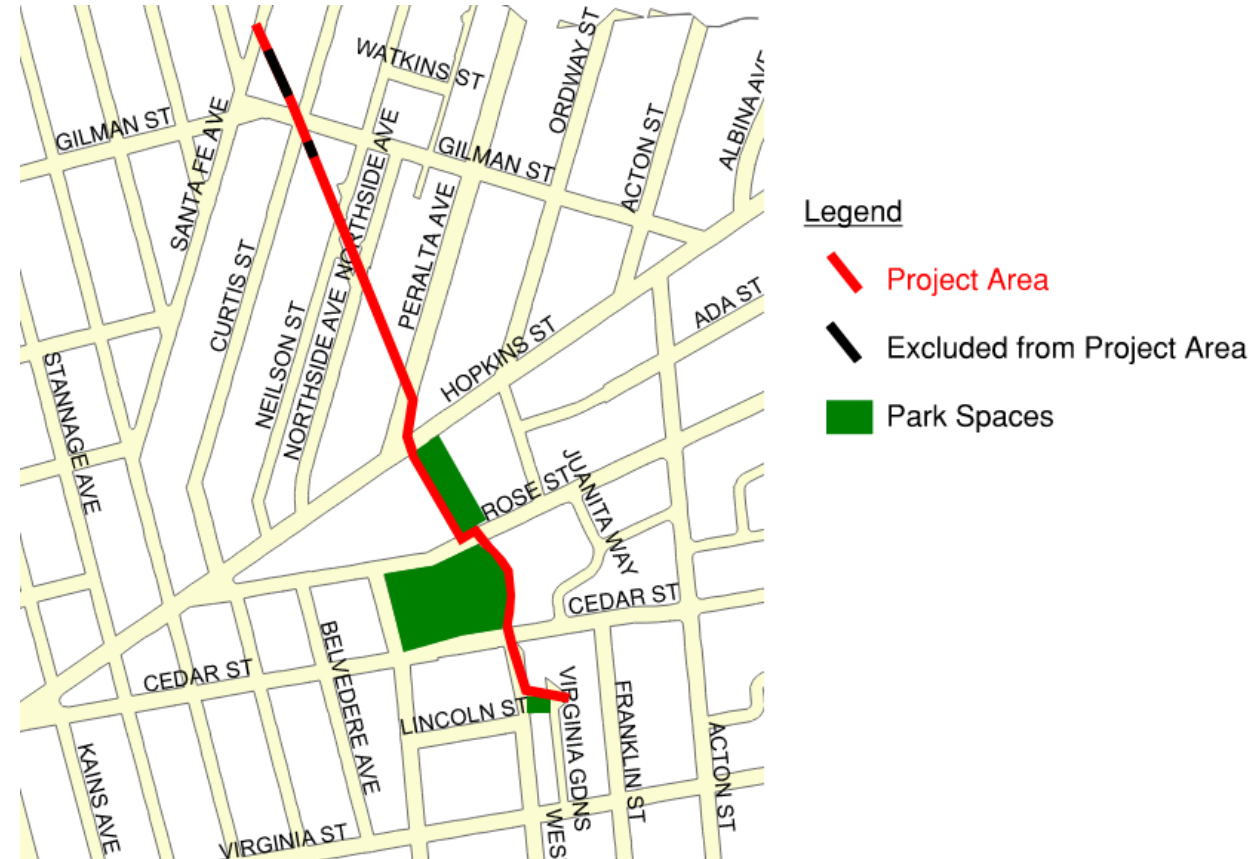 WATKINS ST
ORDWAY ST
GILMAN ST
SANTA FE AVE
NORTHSIDE AVE
GILMAN ST
ACTON ST
ALBINA AVE
CURTIS ST
PERALTA AVE
NEILSON ST
NORTHSIDE AVE
HOPKINS ST
ADA ST
STANNAGE AVE
ROSE ST
JUANITA WAY
CEDAR ST
BELVEDERE AVE
CEDAR ST
LINCOLN ST
VIRGINIA GDNS
FRANKLIN ST
ACTON ST
KAINS AVE
VIRGINIA ST
WES
Legend
Project Area
Excluded from Project Area
Park Spaces